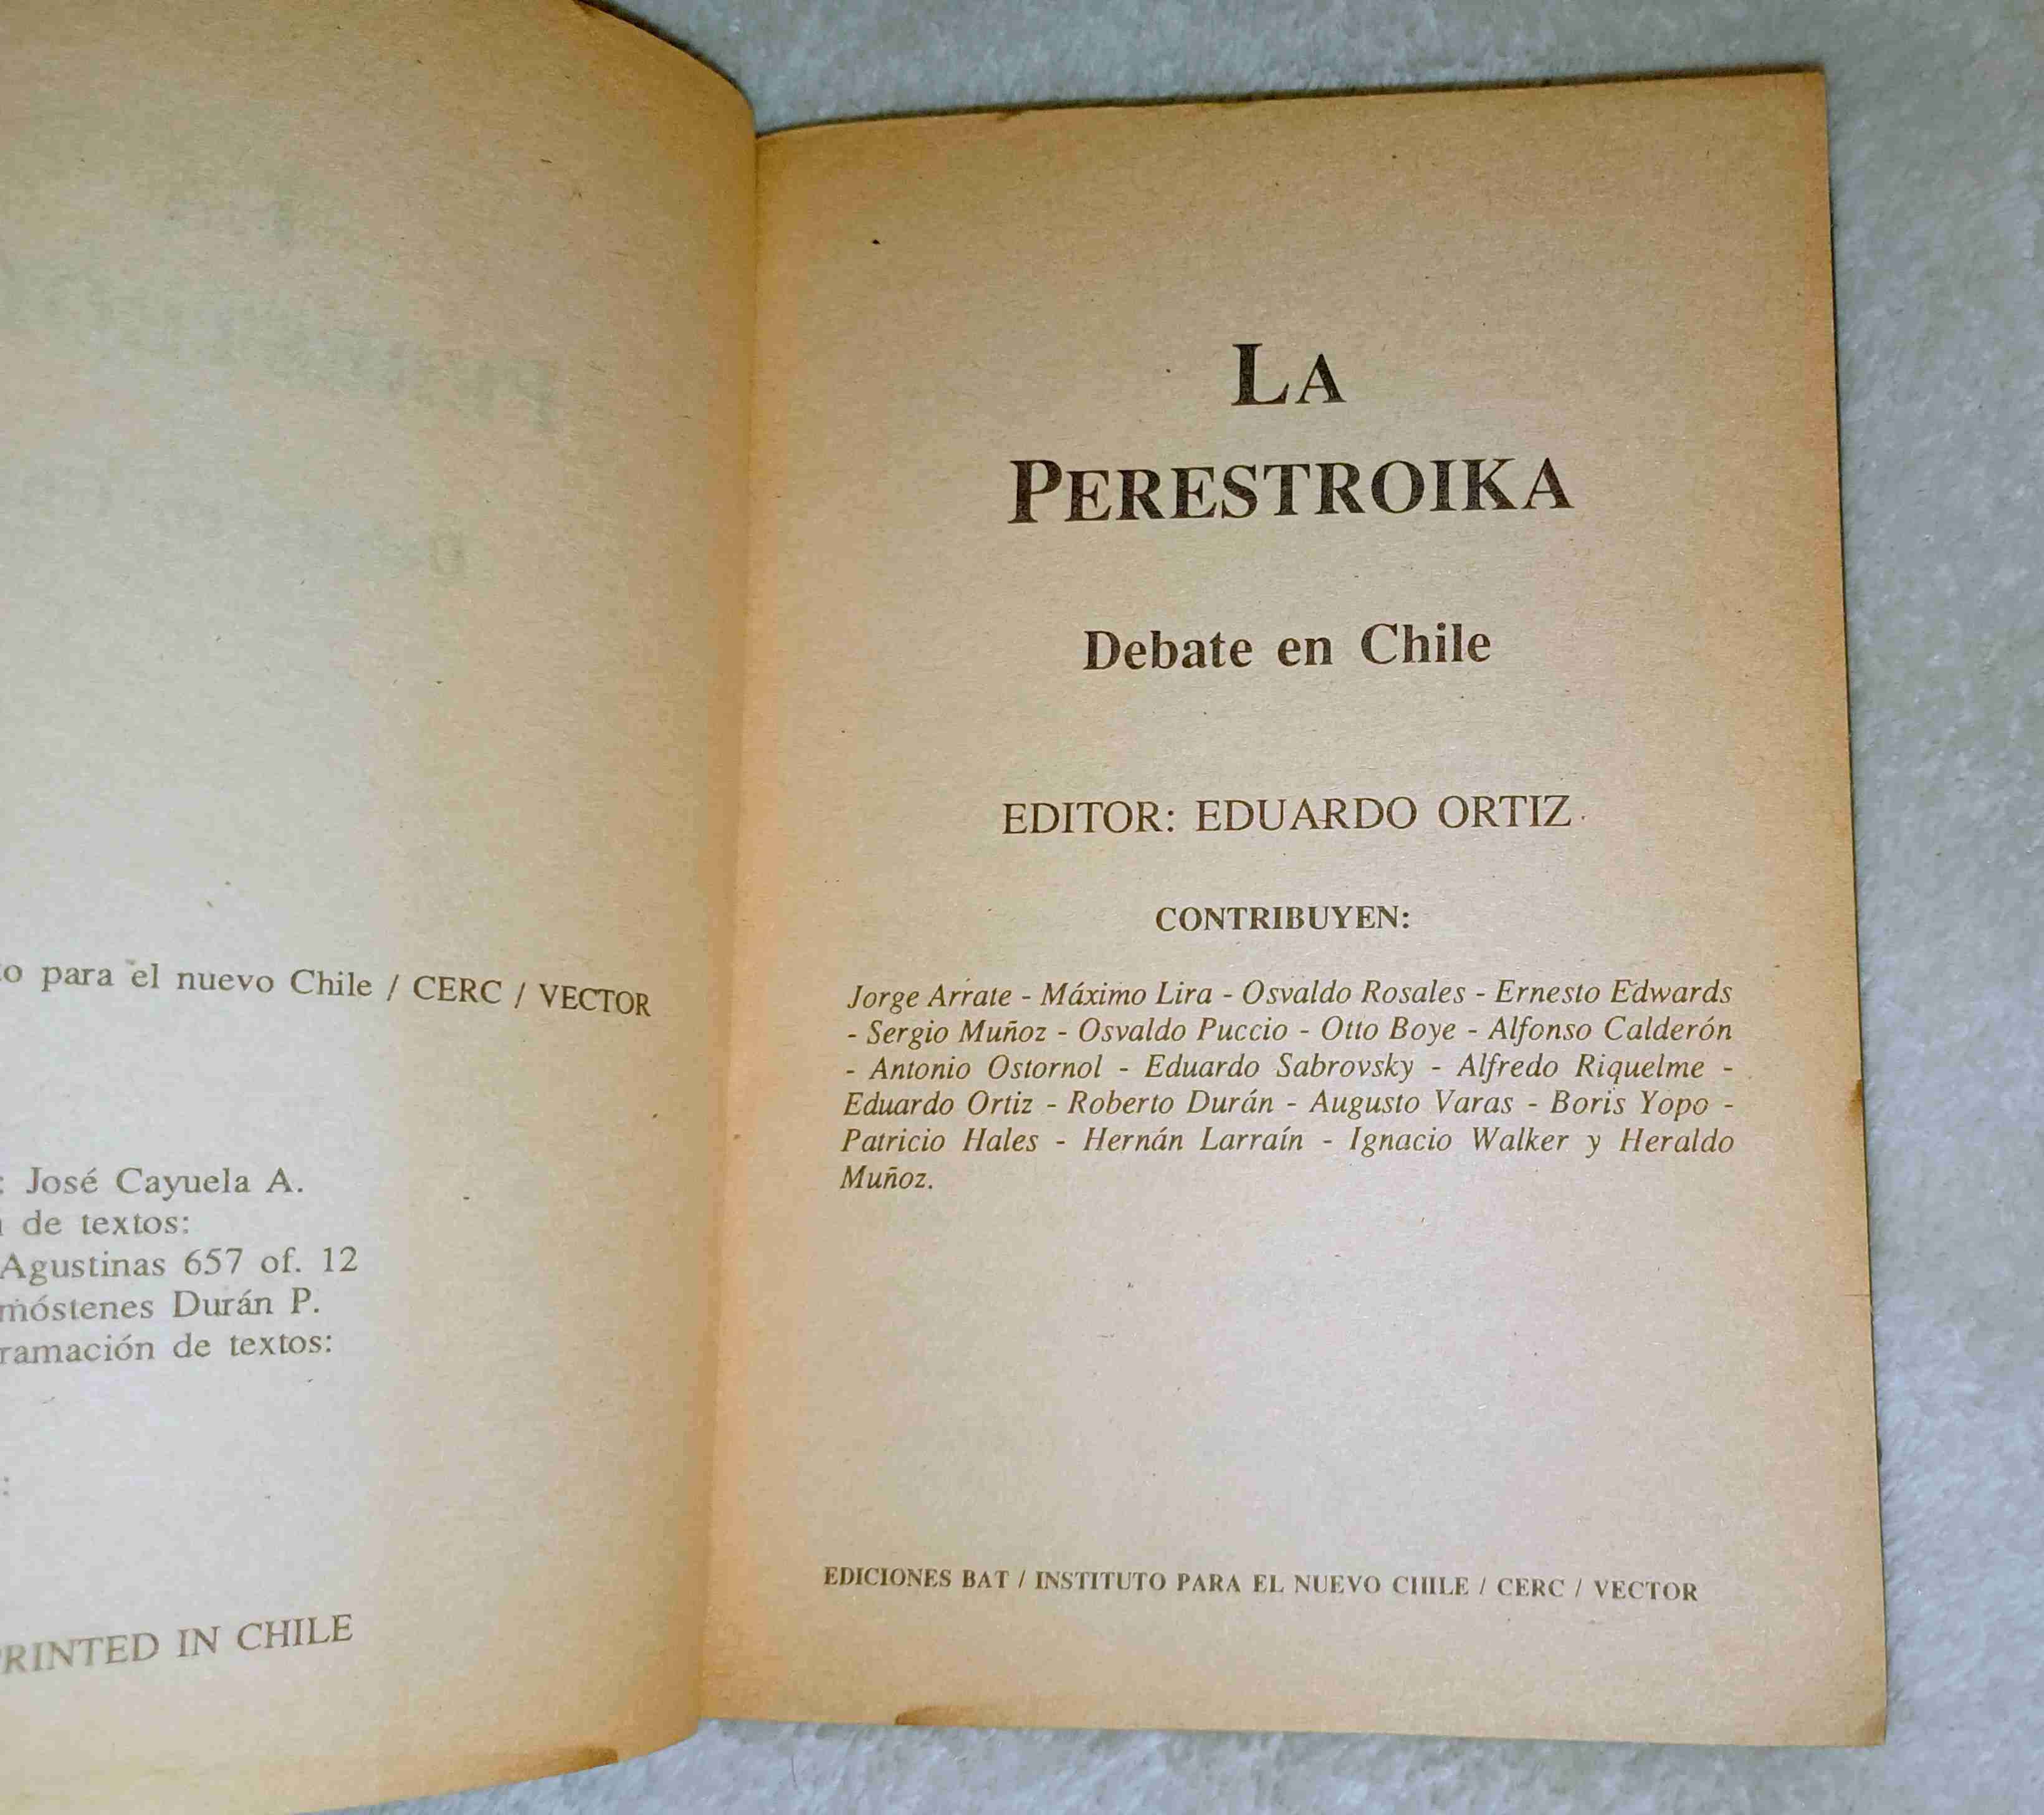 para el nuevo Chile / CERC / VECTOR
: José Cayuela A.
de textos:
Agustinas 657 of. 12
móstenes Durán P.
ramación de textos:
:
PRINTED IN CHILE
LA
PERESTROIKA
Debate en Chile
EDITOR: EDUARDO ORTIZ
CONTRIBUYEN:
Jorge Arrate - Máximo Lira - Osvaldo Rosales - Ernesto Edwards
- Sergio Muñoz - Osvaldo Puccio - Otto Boye - Alfonso Calderón
- Antonio Ostornol - Eduardo Sabrovsky - Alfredo Riquelme -
Eduardo Ortiz - Roberto Durán - Augusto Varas - Boris Yopo -
Patricio Hales - Hernán Larraín - Ignacio Walker y Heraldo
Muñoz.
EDICIONES BAT / INSTITUTO PARA EL NUEVO CHILE / CERC / VECTOR